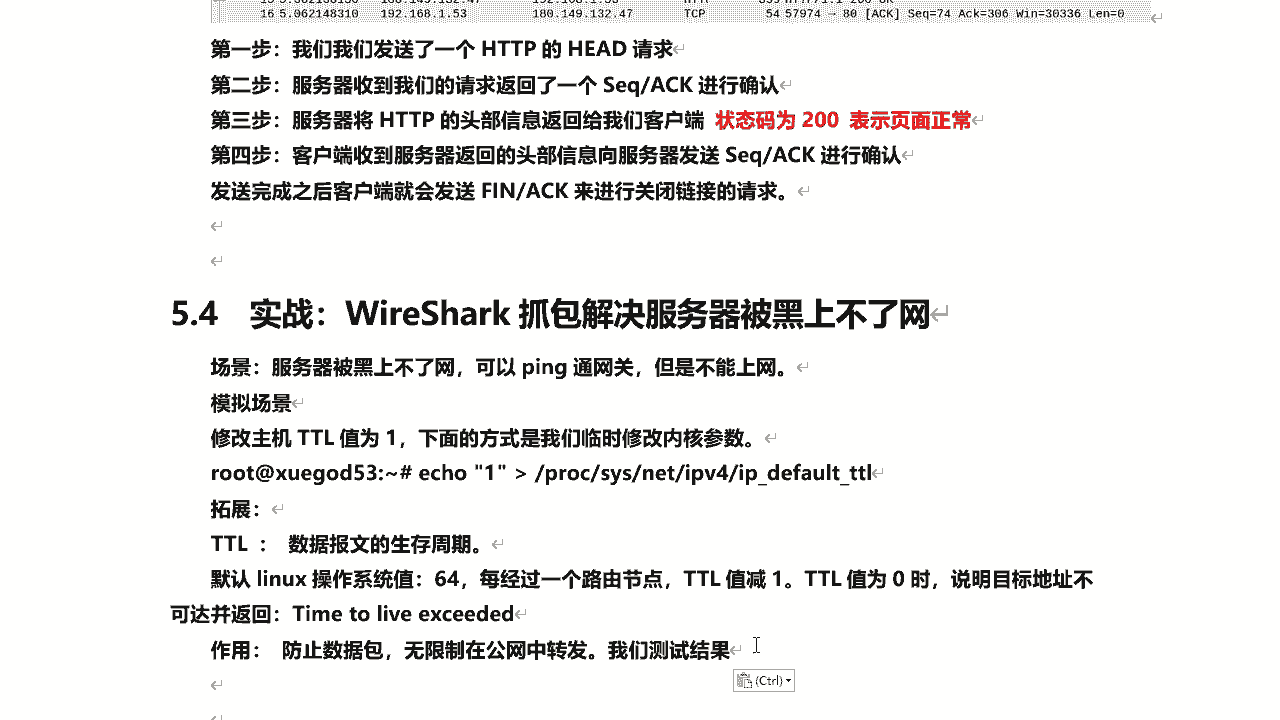 16 5.062148310 192.168.1.53 180.149.132.47 TCP 54 57974 → 80 [ACK] Seq=74 Ack=306 Win=30336 Len=0
第一步：我们我们发送了一个 HTTP 的 HEAD 请求
第二步：服务器收到我们的请求返回了一个 Seq/ACK 进行确认
第三步：服务器将 HTTP 的头部信息返回给我们客户端 状态码为 200 表示页面正常
第四步：客户端收到服务器返回的头部信息向服务器发送 Seq/ACK 进行确认
发送完成之后客户端就会发送 FIN/ACK 来进行关闭链接的请求。
5.4 实战：WireShark 抓包解决服务器被黑上不了网
场景：服务器被黑上不了网，可以 ping 通网关，但是不能上网。
模拟场景
修改主机 TTL 值为 1，下面的方式是我们临时修改内核参数。
root@xuegod53:~# echo "1" > /proc/sys/net/ipv4/ip_default_ttl
拓展：
TTL ： 数据报文的生存周期。
默认 linux 操作系统值：64，每经过一个路由节点，TTL 值减 1。TTL 值为 0 时，说明目标地址不
可达并返回：Time to live exceeded
作用： 防止数据包，无限制在公网中转发。我们测试结果
(Ctrl)